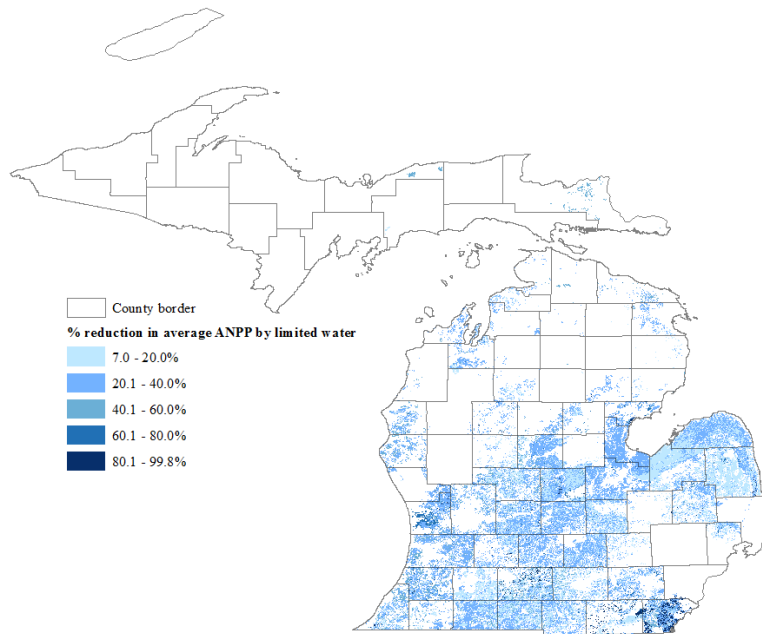 County border
% reduction in average ANPP by limited water
7.0 - 20.0%
20.1 - 40.0%
40.1 - 60.0%
60.1 - 80.0%
80.1 - 99.8%